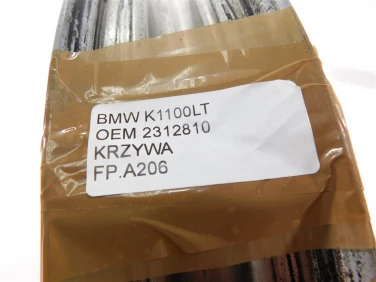 BMW K1100LT
OEM 2312810
KRZYWA
FP.A206